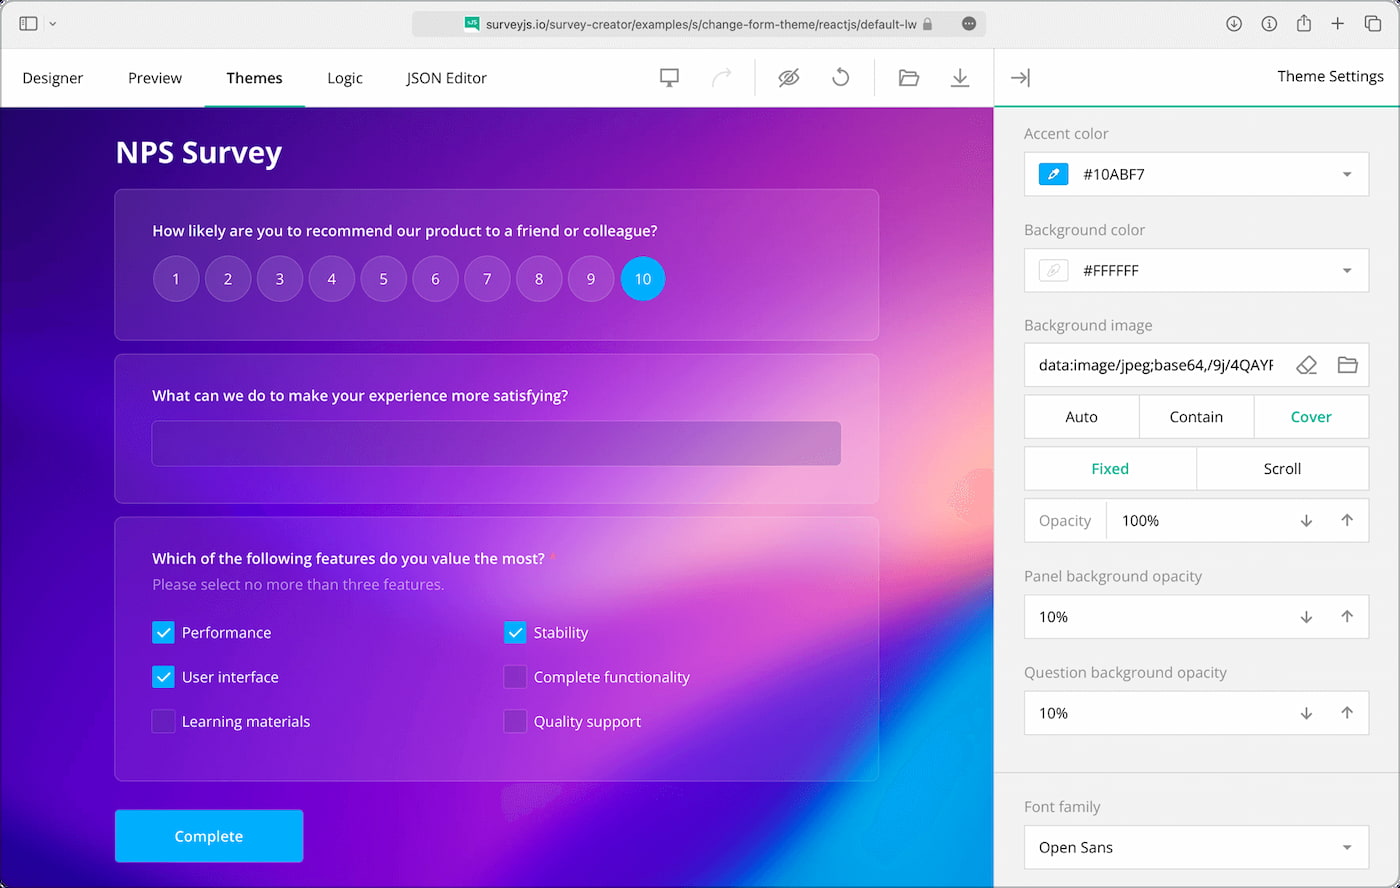 surveyjs.io/survey-creator/examples/s/change-form-theme/reactjs/default-lw
Designer Preview Themes Logic JSON Editor
Theme Settings
NPS Survey
How likely are you to recommend our product to a friend or colleague?
1 2 3 4 5 6 7 8 9 10
What can we do to make your experience more satisfying?
Which of the following features do you value the most? *
Please select no more than three features.
Performance Stability
User interface Complete functionality
Learning materials Quality support
Complete
Accent color
#10ABF7
Background color
#FFFFFF
Background image
data:image/jpeg;base64,/9j/4QAYF
Auto Contain Cover
Fixed Scroll
Opacity 100%
Panel background opacity
10%
Question background opacity
10%
Font family
Open Sans